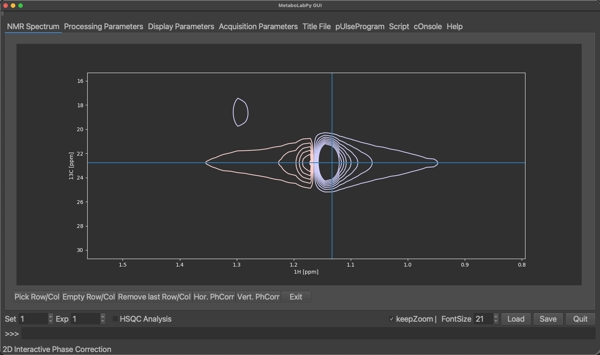 MetaboLabPy GUI
NMR Spectrum Processing Parameters Display Parameters Acquisition Parameters Title File pUlseProgram Script cOnsole Help
16
18
20
22
24
26
28
30
13C [ppm]
1.5 1.4 1.3 1.2 1.1 1.0 0.9 0.8
1H [ppm]
Pick Row/Col Empty Row/Col Remove last Row/Col Hor. PhCorr Vert. PhCorr Exit
Set 1 Exp 1 HSQC Analysis ✓ keepZoom | FontSize 21 Load Save Quit
>>>
2D Interactive Phase Correction